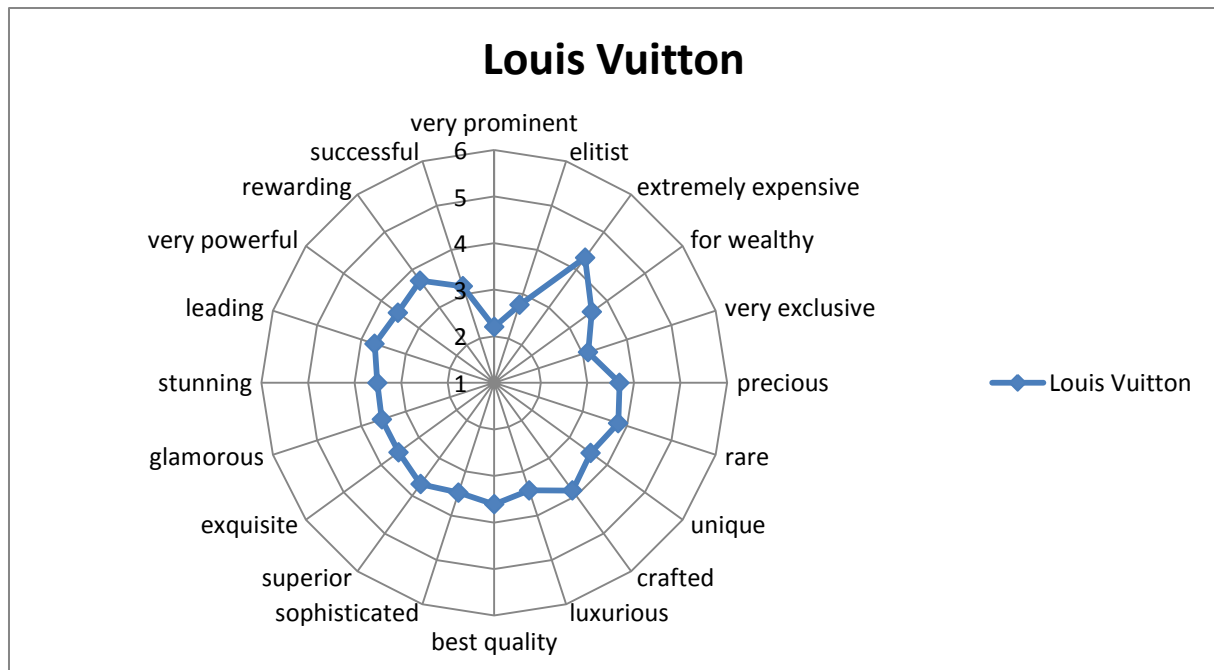 Louis Vuitton
very prominent
elitist
extremely expensive
for wealthy
very exclusive
precious
rare
unique
crafted
luxurious
best quality
sophisticated
superior
exquisite
glamorous
stunning
leading
very powerful
rewarding
successful
6
5
4
3
2
1
Louis Vuitton